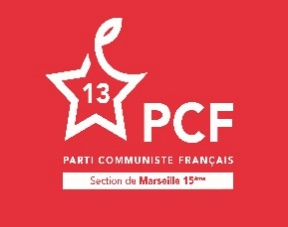 13
PCF
PARTI COMMUNISTE FRANÇAIS
Section de Marseille 15ème